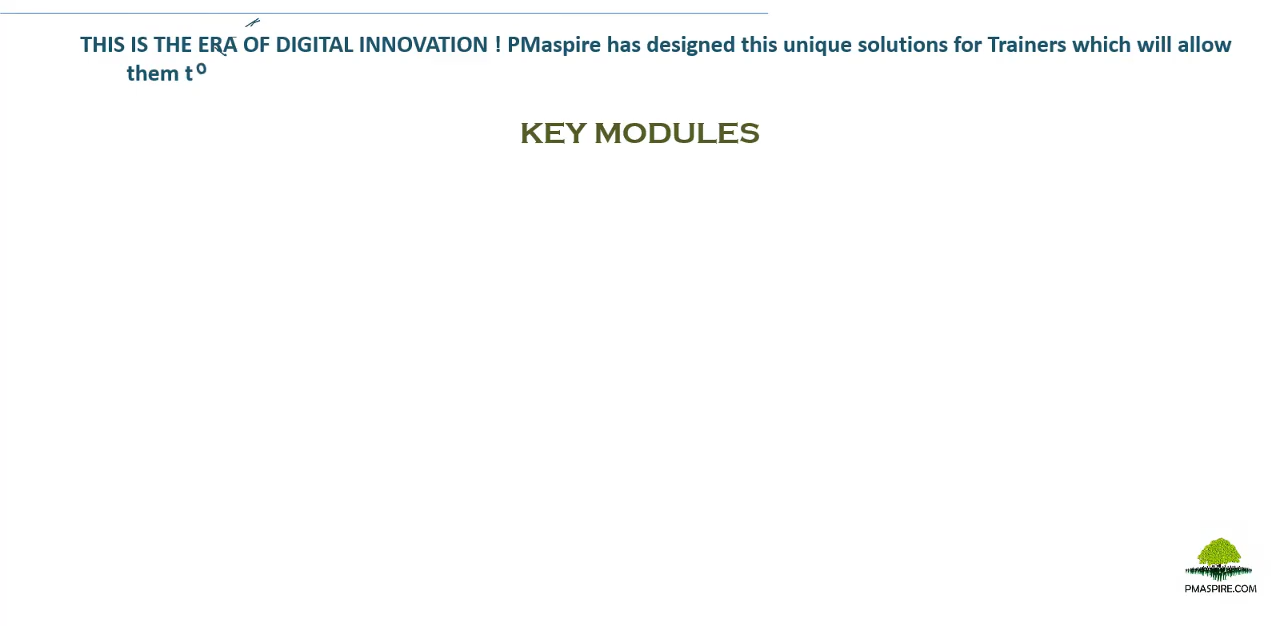 THIS IS THE ERA OF DIGITAL INNOVATION ! PMaspire has designed this unique solutions for Trainers which will allow
them to
KEY MODULES
PMASPIRE.COM